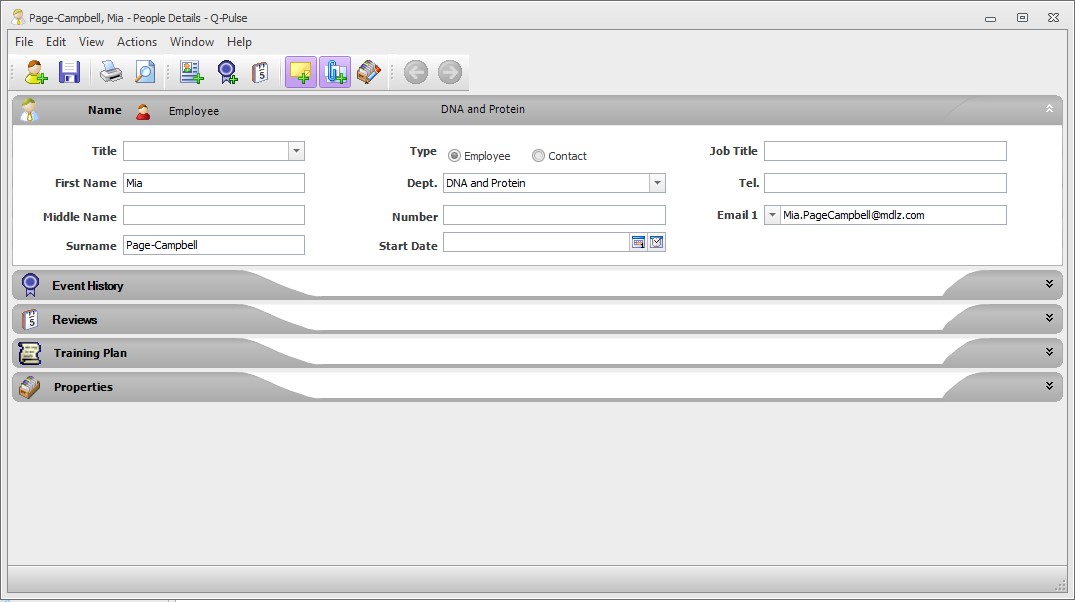 Page-Campbell, Mia - People Details - Q-Pulse
File Edit View Actions Window Help
Name Employee DNA and Protein
Title Type Employee Contact Job Title
First Name Mia Dept. DNA and Protein Tel.
Middle Name Number Email 1 Mia.PageCampbell@mdlz.com
Surname Page-Campbell Start Date
Event History
Reviews
Training Plan
Properties